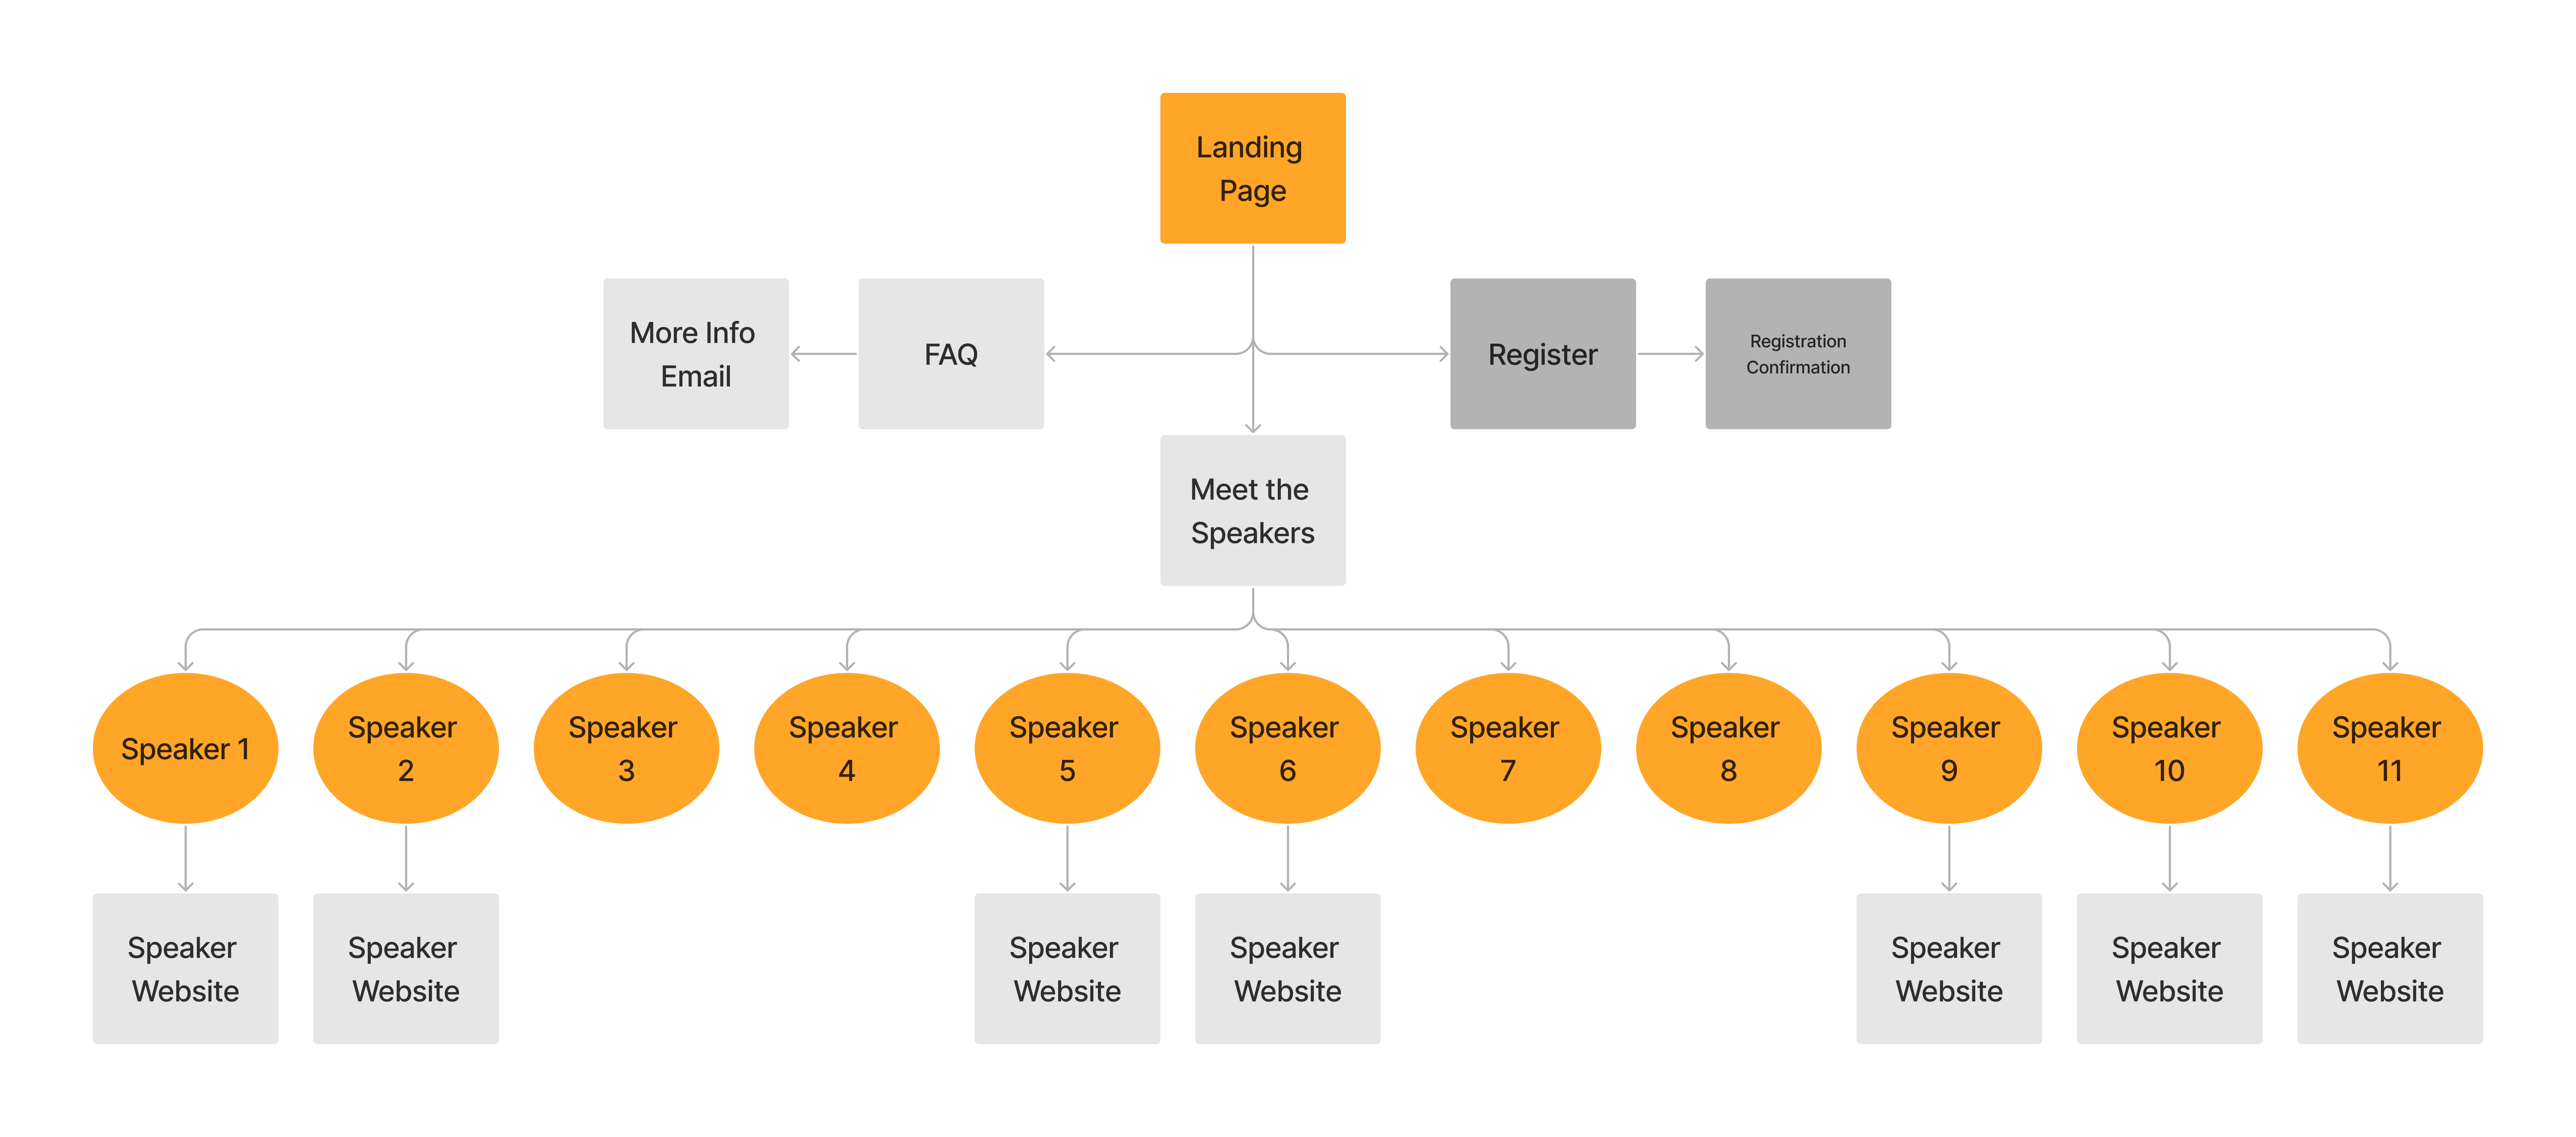 Landing
Page
More Info
Email
FAQ
Register
Registration
Confirmation
Meet the
Speakers
Speaker 1
Speaker
2
Speaker
3
Speaker
4
Speaker
5
Speaker
6
Speaker
7
Speaker
8
Speaker
9
Speaker
10
Speaker
11
Speaker
Website
Speaker
Website
Speaker
Website
Speaker
Website
Speaker
Website
Speaker
Website
Speaker
Website